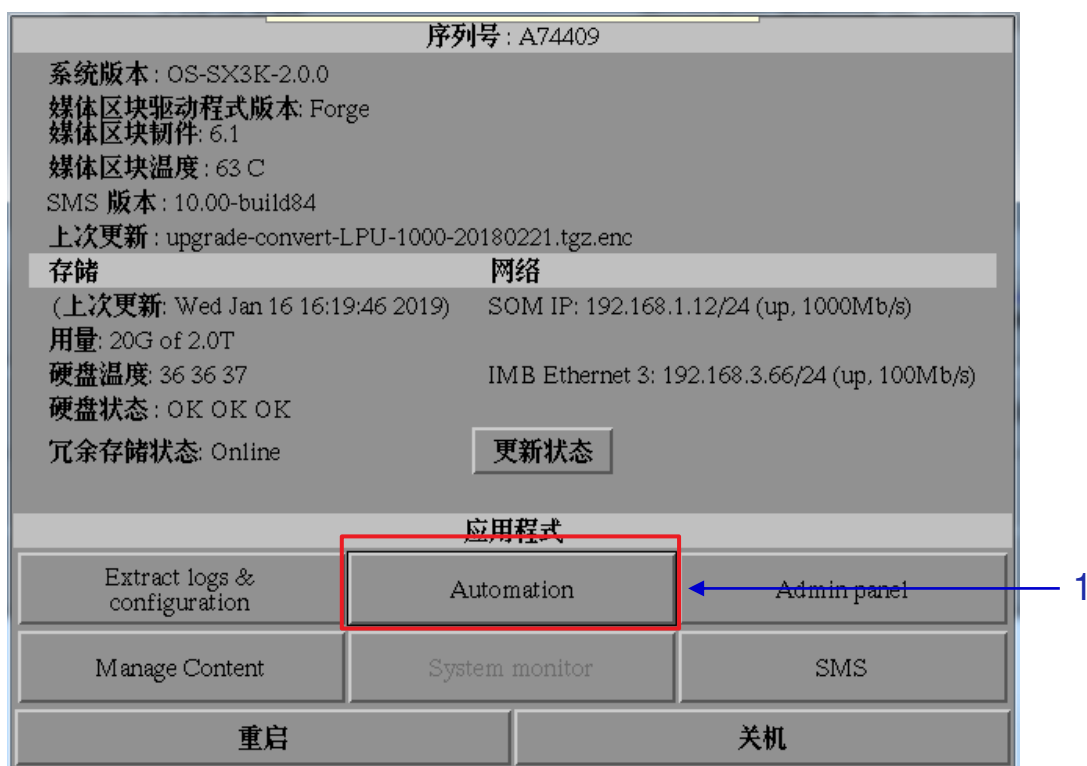 序列号 : A74409
系统版本 : OS-SX3K-2.0.0
媒体区块驱动程式版本: Forge
媒体区块韧件: 6.1
媒体区块温度 : 63 C
SMS 版本 : 10.00-build84
上次更新 : upgrade-convert-LPU-1000-20180221.tgz.enc
存储 网络
(上次更新: Wed Jan 16 16:19:46 2019) SOM IP: 192.168.1.12/24 (up, 1000Mb/s)
用量: 20G of 2.0T
硬盘温度: 36 36 37 IMB Ethernet 3: 192.168.3.66/24 (up, 100Mb/s)
硬盘状态 : OK OK OK
冗余存储状态: Online 更新状态
应用程式
Extract logs &
configuration
Automation
Admin panel
1
Manage Content System monitor SMS
重启 关机